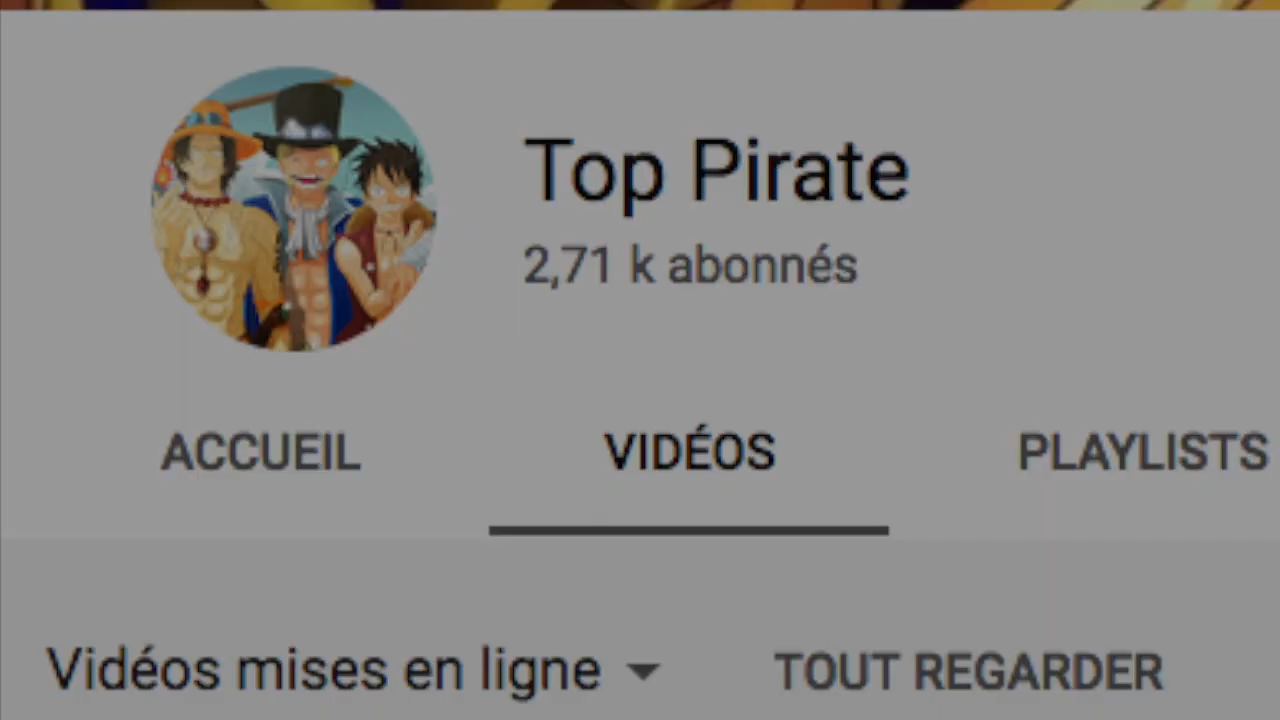 Top Pirate
2,71 k abonnés
ACCUEIL VIDÉOS PLAYLISTS
Vidéos mises en ligne TOUT REGARDER